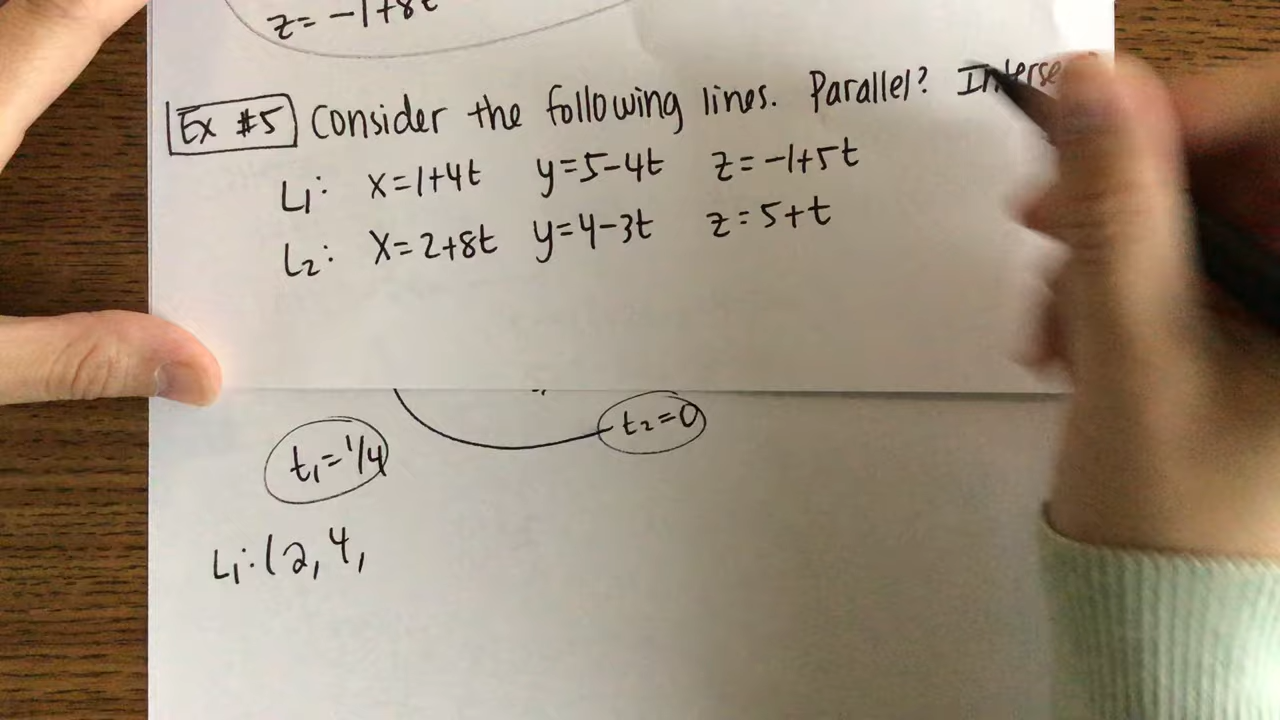 z = -1+8t
Ex #5 Consider the following lines. Parallel?
L₁: x=1+4t y=5-4t z=-1+5t
L₂: x=2+8t y=4-3t z=5+t
t₂=0
t₁=1/4
L₁:(2, 4,